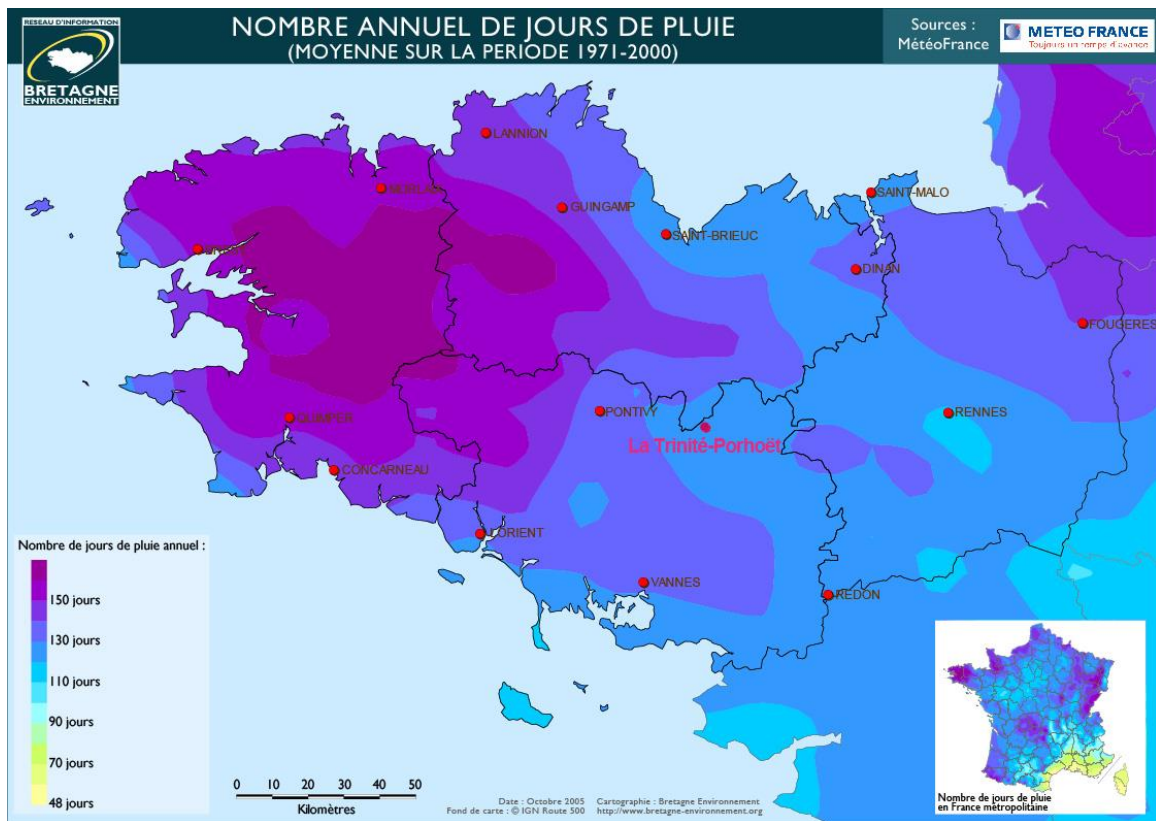 RESEAU D'INFORMATION
BRETAGNE
ENVIRONNEMENT
NOMBRE ANNUEL DE JOURS DE PLUIE
(MOYENNE SUR LA PERIODE 1971-2000)
Sources :
MétéoFrance
METEO FRANCE
Toujours un temps d'avance
LANNION
MORLAIX
GUINGAMP
SAINT-MALO
SAINT-BRIEUC
BREST
DINAN
FOUGERES
QUIMPER
PONTIVY
RENNES
La Trinité-Porhoët
CONCARNEAU
LORIENT
VANNES
REDON
Nombre de jours de pluie annuel :
150 jours
130 jours
110 jours
90 jours
70 jours
48 jours
0 10 20 30 40 50
Kilomètres
Date : Octobre 2005 Cartographie : Bretagne Environnement
Fond de carte : © IGN Route 500 http://www.bretagne-environnement.org
Nombre de jours de pluie
en France métropolitaine